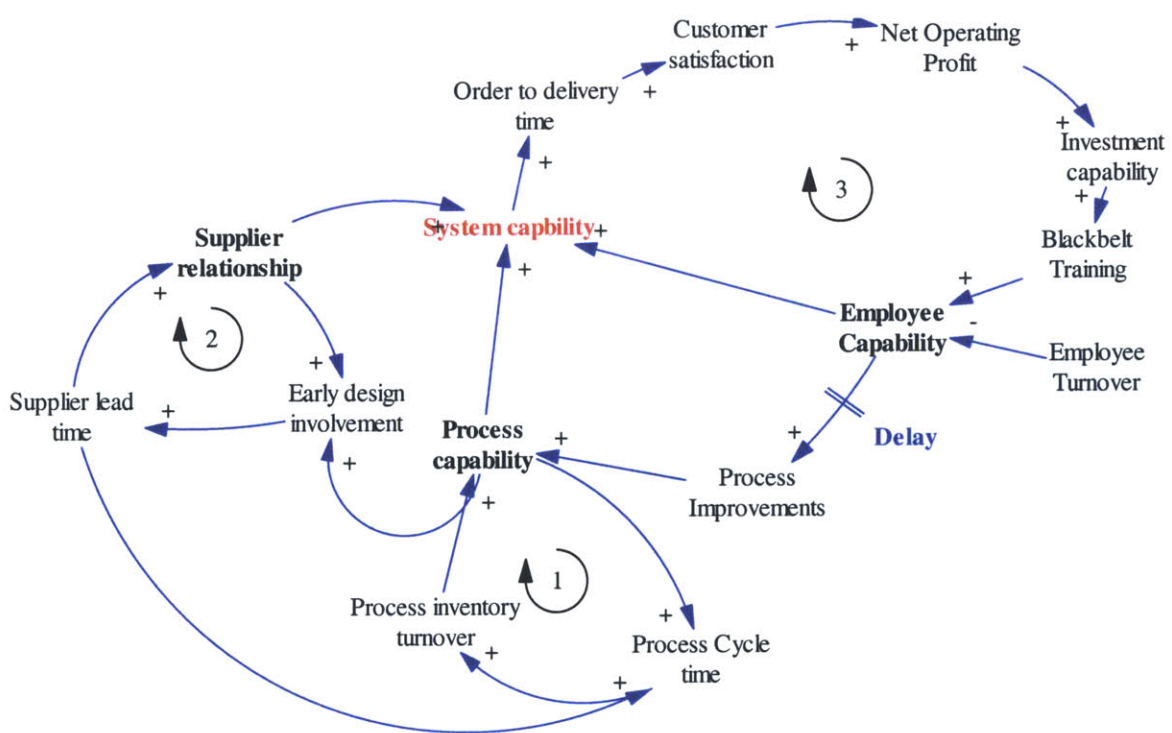 Customer
satisfaction
+
Net Operating
Profit
Order to delivery
time
+
+
Investment
capability
+
+
3
Supplier
relationship
+
System capbility
+
+
Blackbelt
Training
+
+
2
Employee
Capability
-
Employee
Turnover
+
Early design
involvement
Supplier lead
time
+
Process
capability
+
+
Delay
+
Process
Improvements
+
+
1
Process inventory
turnover
+
+
Process Cycle
time
+